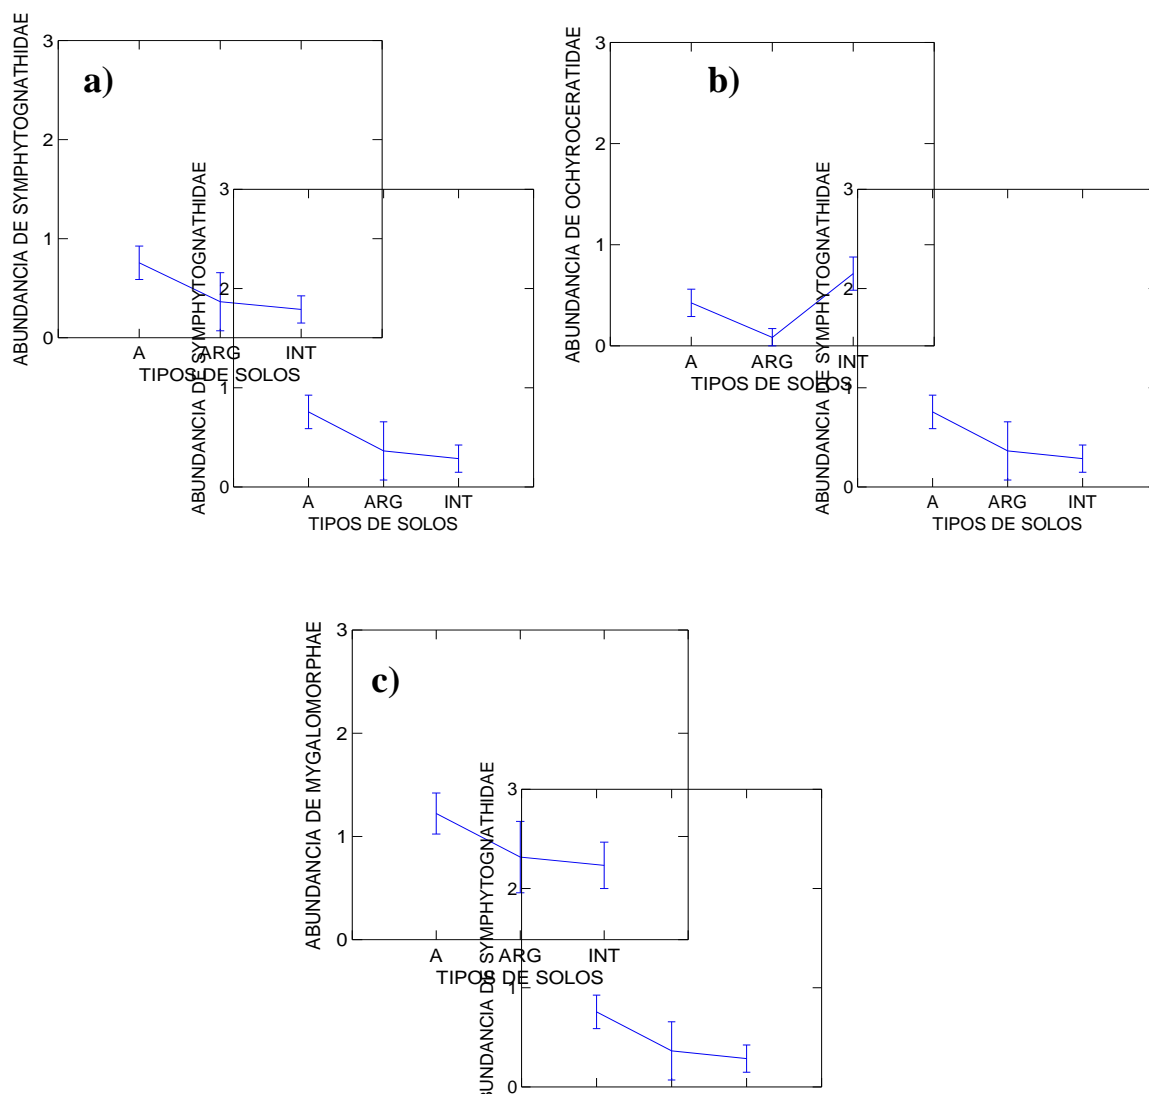 a)
ABUNDANCIA DE SYMPHYTOGNATHIDAE
3
2
1
0
A ARG INT
TIPOS DE SOLOS
ABUNDANCIA DE SYMPHYTOGNATHIDAE
3
2
1
0
A ARG INT
TIPOS DE SOLOS
b)
ABUNDANCIA DE OCHYROCERATIDAE
3
2
1
0
A ARG INT
TIPOS DE SOLOS
ABUNDANCIA DE SYMPHYTOGNATHIDAE
3
2
1
0
A ARG INT
TIPOS DE SOLOS
c)
ABUNDANCIA DE MYGALOMORPHAE
3
2
1
0
A ARG INT
TIPOS DE SOLOS
BUNDANCIA DE SYMPHYTOGNATHIDAE
3
2
1
0